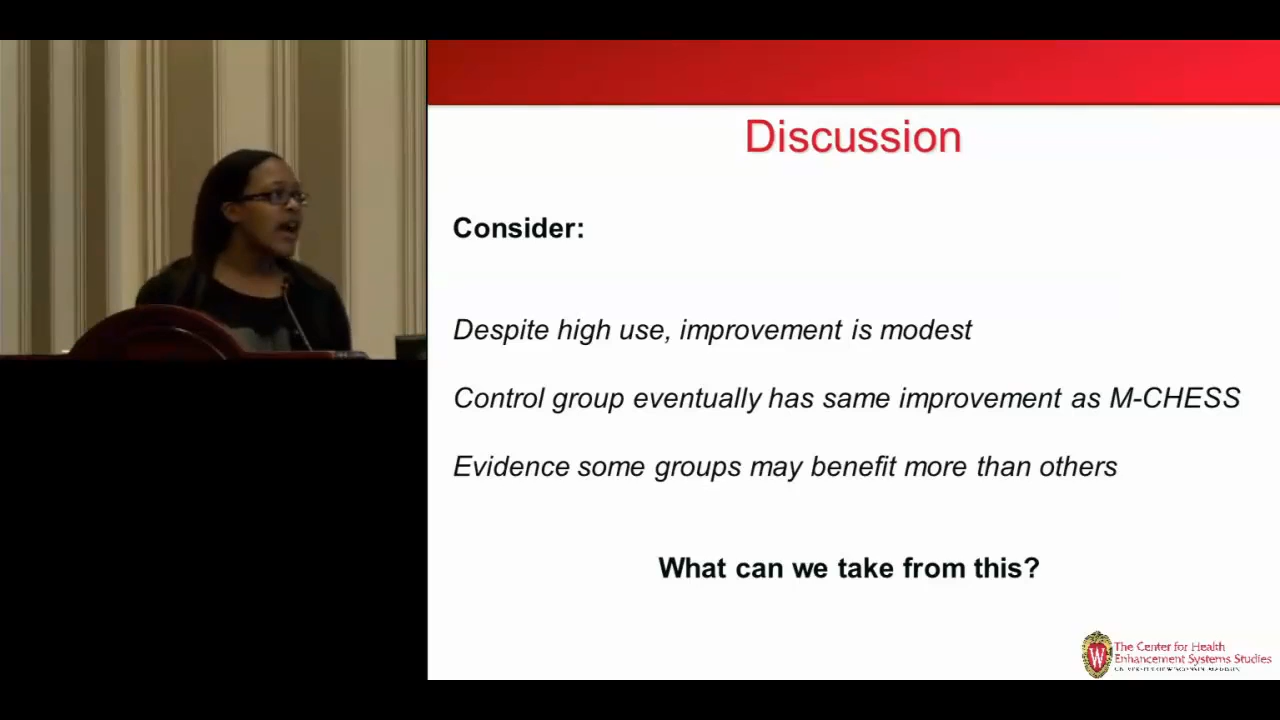 Discussion
Consider:
Despite high use, improvement is modest
Control group eventually has same improvement as M-CHESS
Evidence some groups may benefit more than others
What can we take from this?
W
The Center for Health
Enhancement Systems Studies